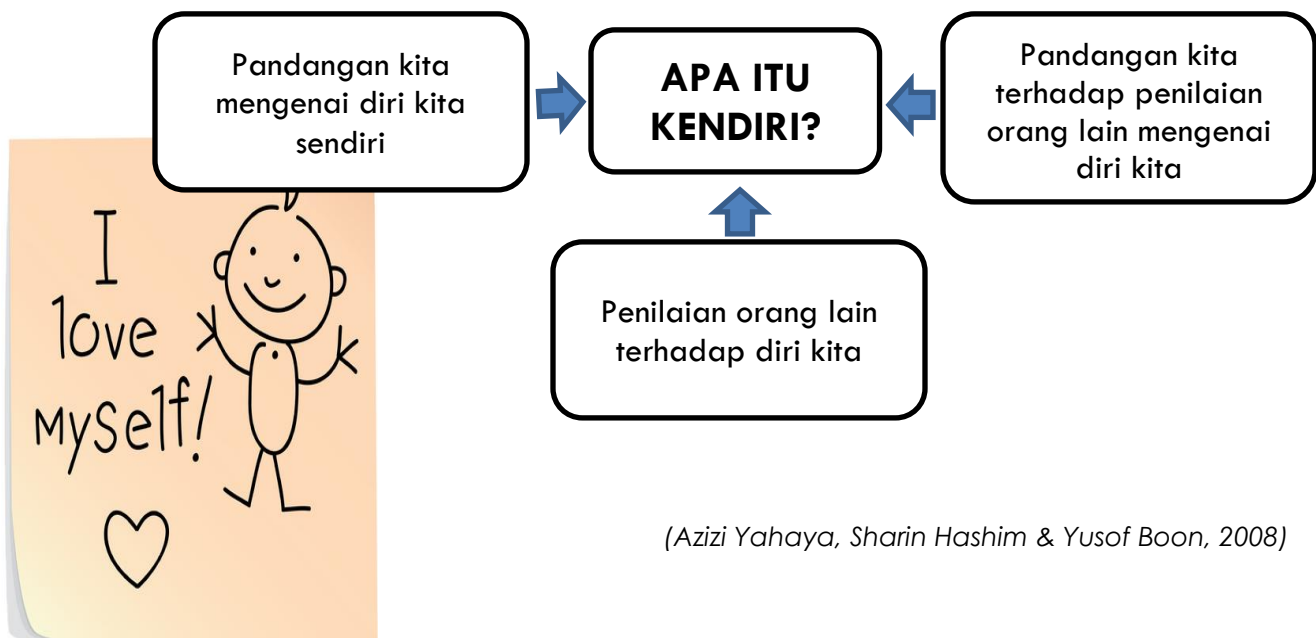 Pandangan kita
mengenai diri kita
sendiri
APA ITU
KENDIRI?
Pandangan kita
terhadap penilaian
orang lain mengenai
diri kita
Penilaian orang lain
terhadap diri kita
I
love
myself!
(Azizi Yahaya, Sharin Hashim & Yusof Boon, 2008)